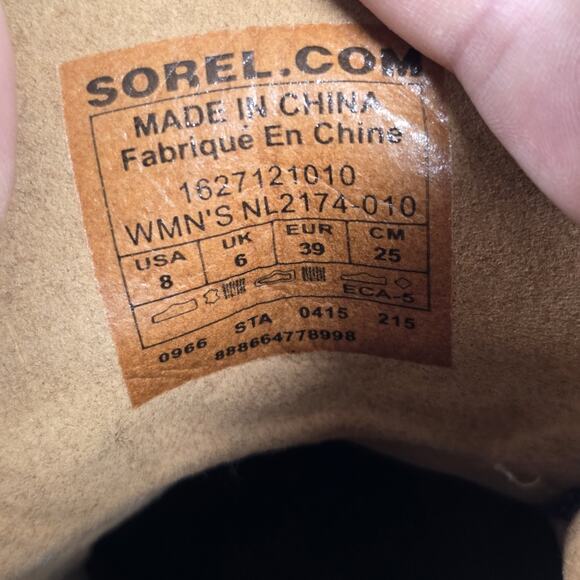 SOREL.COM
MADE IN CHINA
Fabriqué En Chine
1627121010
WMN'S NL2174-010
USA UK EUR CM
8 6 39 25
ECA-5
0966 STA 0415 215
888664778998